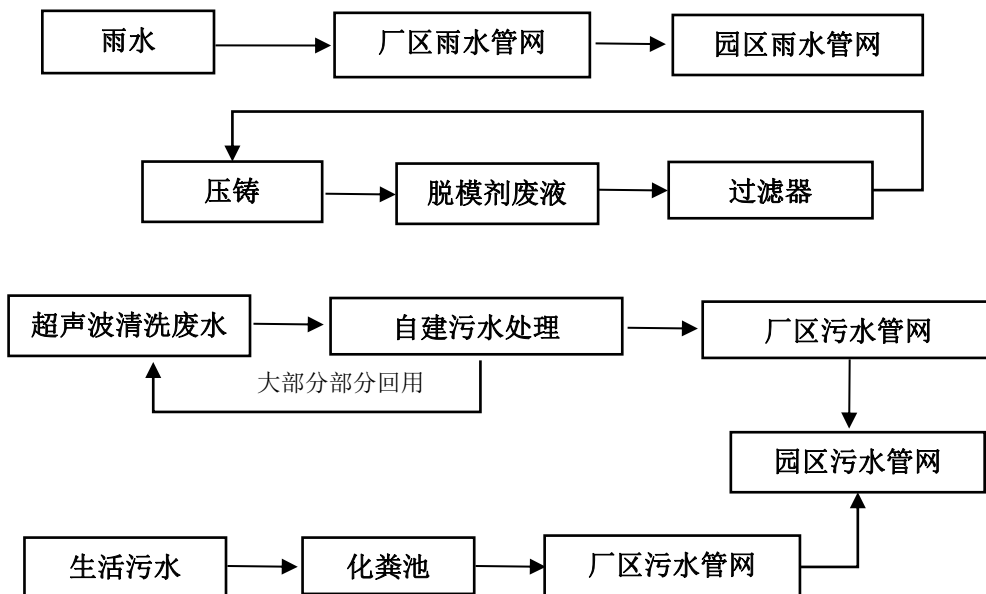 雨水
厂区雨水管网
园区雨水管网
压铸
脱模剂废液
过滤器
超声波清洗废水
自建污水处理
厂区污水管网
大部分部分回用
园区污水管网
生活污水
化粪池
厂区污水管网